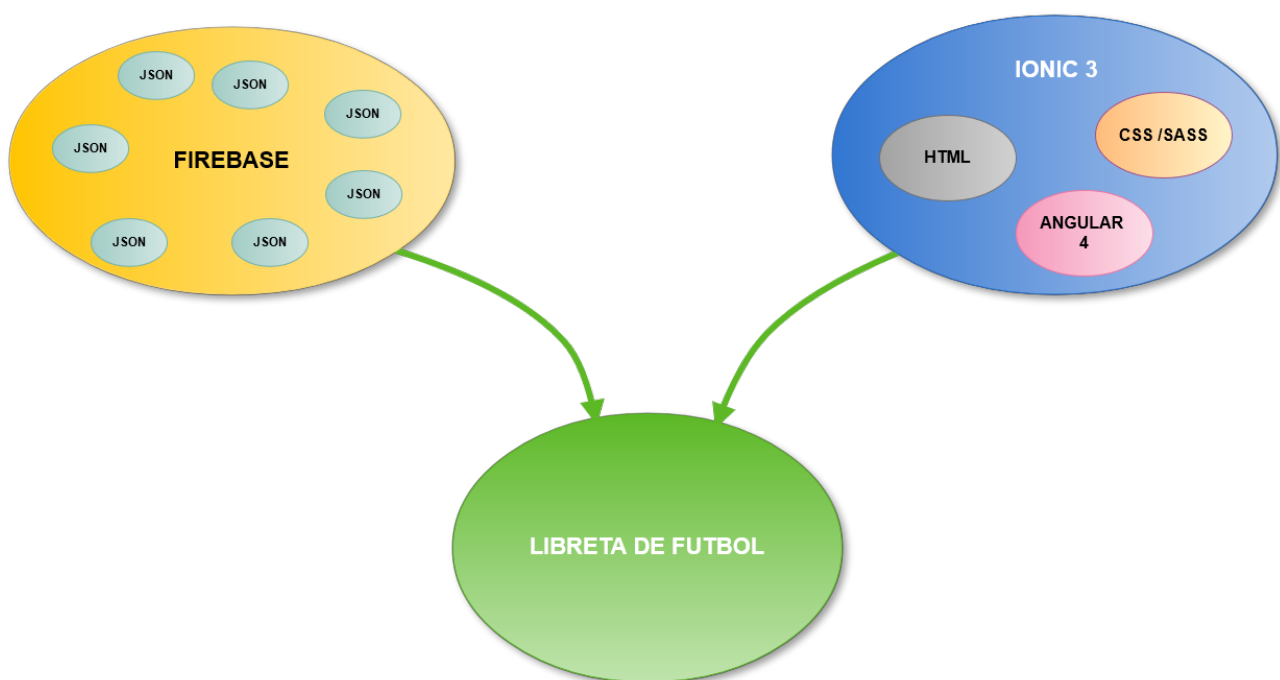 JSON
JSON
JSON
JSON
FIREBASE
JSON
JSON
JSON
IONIC 3
CSS /SASS
HTML
ANGULAR
4
LIBRETA DE FUTBOL